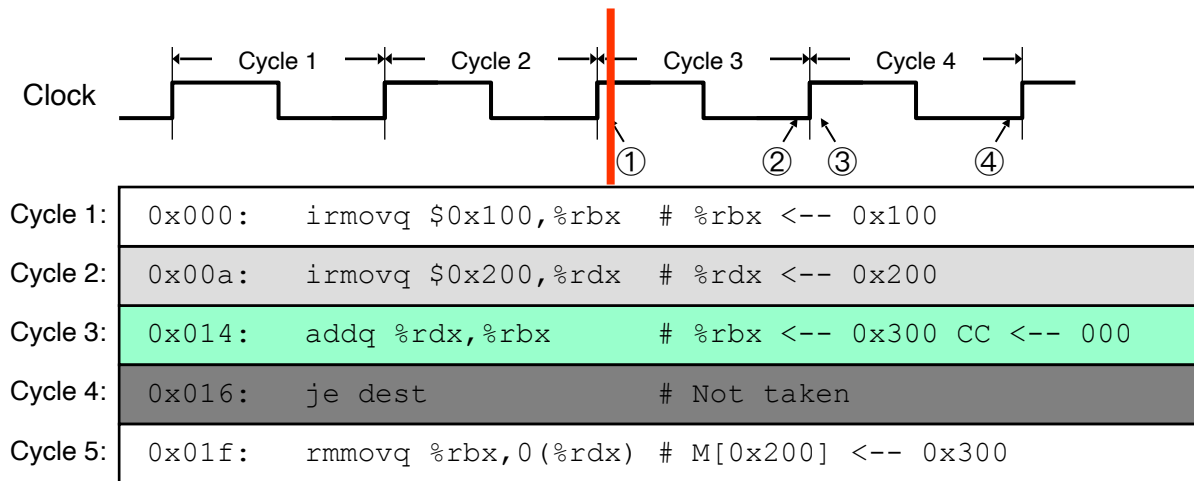 Cycle 1 Cycle 2 Cycle 3 Cycle 4
Clock
① ② ③ ④
Cycle 1: 0x000: irmovq $0x100,%rbx # %rbx <-- 0x100
Cycle 2: 0x00a: irmovq $0x200,%rdx # %rdx <-- 0x200
Cycle 3: 0x014: addq %rdx,%rbx # %rbx <-- 0x300 CC <-- 000
Cycle 4: 0x016: je dest # Not taken
Cycle 5: 0x01f: rmmovq %rbx,0(%rdx) # M[0x200] <-- 0x300